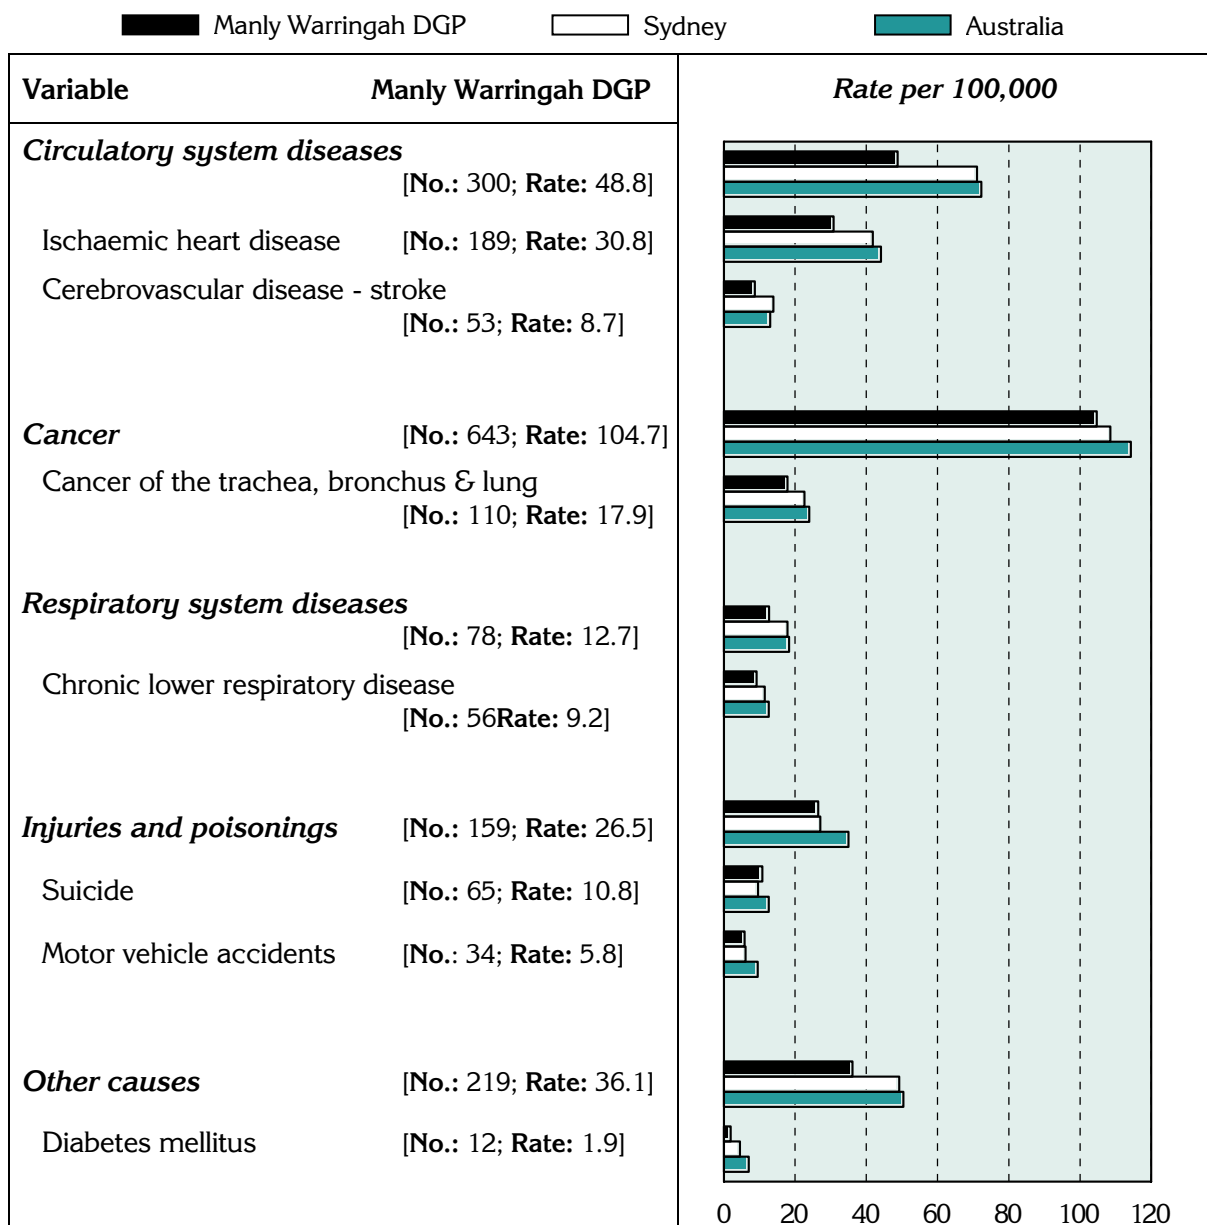 Manly Warringah DGP Sydney Australia
Variable Manly Warringah DGP Rate per 100,000
Circulatory system diseases
[No.: 300; Rate: 48.8]
Ischaemic heart disease [No.: 189; Rate: 30.8]
Cerebrovascular disease - stroke
[No.: 53; Rate: 8.7]
Cancer [No.: 643; Rate: 104.7]
Cancer of the trachea, bronchus & lung
[No.: 110; Rate: 17.9]
Respiratory system diseases
[No.: 78; Rate: 12.7]
Chronic lower respiratory disease
[No.: 56Rate: 9.2]
Injuries and poisonings [No.: 159; Rate: 26.5]
Suicide [No.: 65; Rate: 10.8]
Motor vehicle accidents [No.: 34; Rate: 5.8]
Other causes [No.: 219; Rate: 36.1]
Diabetes mellitus [No.: 12; Rate: 1.9]
0 20 40 60 80 100 120